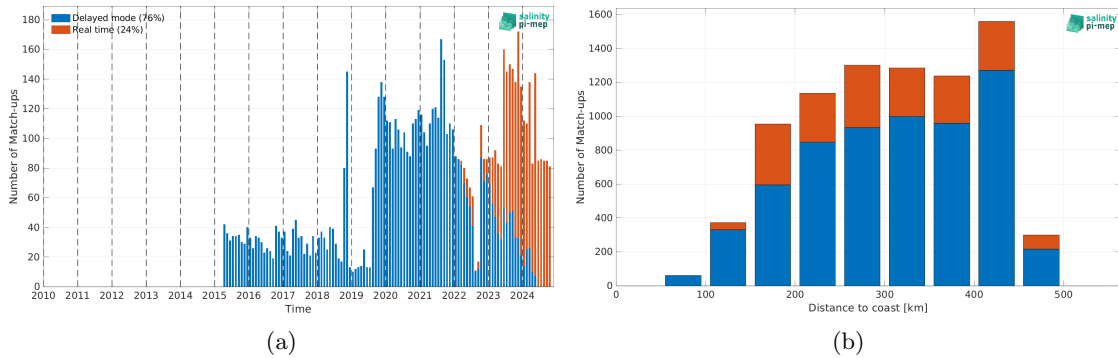 Delayed mode (76%)
Real time (24%)
salinity
pi-mep
180
160
140
120
100
80
60
40
20
0
Number of Match-ups
2010 2011 2012 2013 2014 2015 2016 2017 2018 2019 2020 2021 2022 2023 2024
Time
(a)
salinity
pi-mep
1600
1400
1200
1000
800
600
400
200
0
Number of Match-ups
0 100 200 300 400 500
Distance to coast [km]
(b)